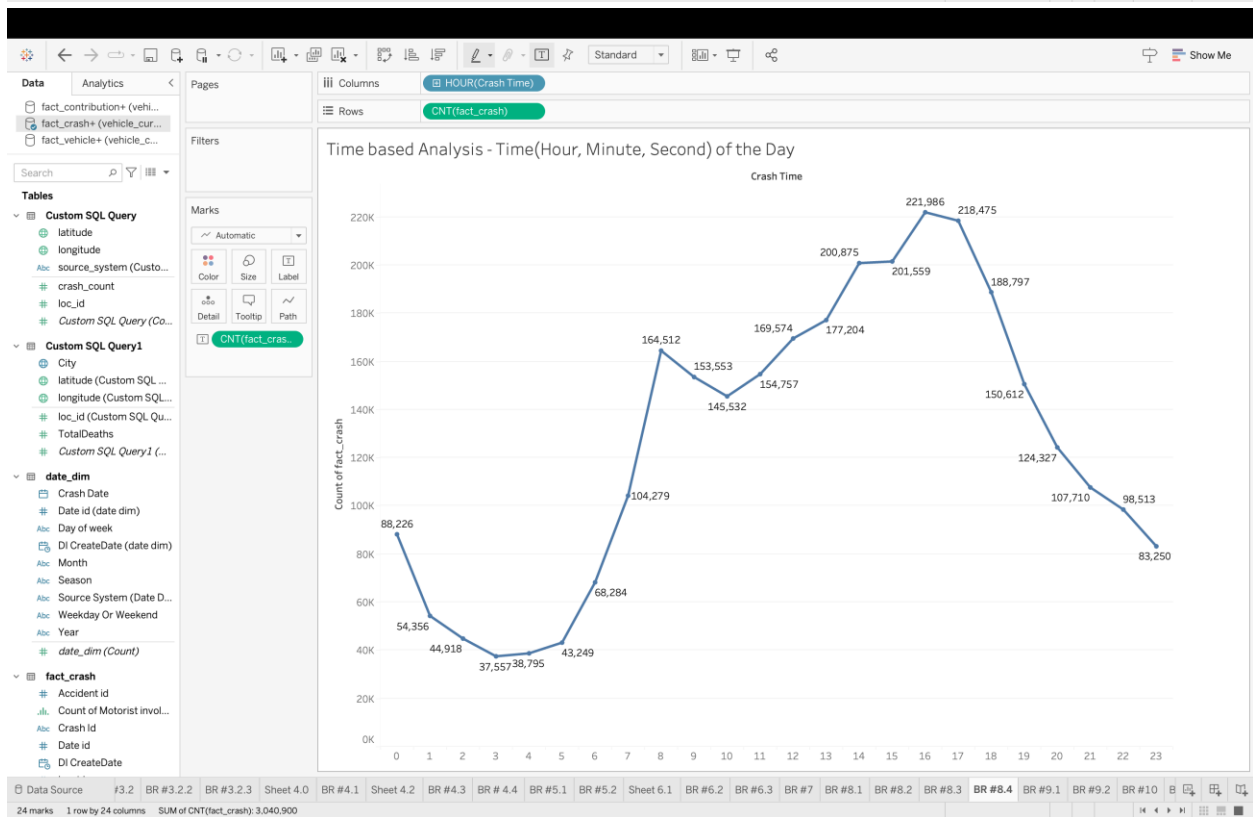 Standard
Show Me
Data
Analytics
Pages
Columns
HOUR(Crash Time)
Rows
CNT(fact_crash)
fact_contribution+ (vehi...
fact_crash+ (vehicle_cur...
fact_vehicle+ (vehicle_c...
Search
Tables
Custom SQL Query
latitude
longitude
Abc source_system (Custo...
# crash_count
# loc_id
# Custom SQL Query (Co...
Custom SQL Query1
City
latitude (Custom SQL ...
longitude (Custom SQL...
# loc_id (Custom SQL Qu...
# TotalDeaths
# Custom SQL Query1 (...
date_dim
Crash Date
# Date id (date dim)
Abc Day of week
DI CreateDate (date dim)
Abc Month
Abc Season
Abc Source System (Date D...
Abc Weekday Or Weekend
Abc Year
# date_dim (Count)
fact_crash
# Accident id
Count of Motorist invol...
Abc Crash Id
# Date id
DI CreateDate
Filters
Marks
Automatic
Color
Size
T
Label
Detail
Tooltip
Path
T CNT(fact_cras..
Time based Analysis - Time(Hour, Minute, Second) of the Day
Crash Time
Count of fact_crash
220K
200K
180K
160K
140K
120K
100K
80K
60K
40K
20K
0K
88,226
54,356
44,918
37,557
38,795
43,249
68,284
104,279
164,512
153,553
145,532
154,757
169,574
177,204
200,875
201,559
221,986
218,475
188,797
150,612
124,327
107,710
98,513
83,250
0 1 2 3 4 5 6 7 8 9 10 11 12 13 14 15 16 17 18 19 20 21 22 23
Data Source #3.2 BR #3.2.2 BR #3.2.3 Sheet 4.0 BR #4.1 Sheet 4.2 BR #4.3 BR # 4.4 BR #5.1 BR #5.2 Sheet 6.1 BR #6.2 BR #6.3 BR #7 BR #8.1 BR #8.2 BR #8.3 BR #8.4 BR #9.1 BR #9.2 BR #10 B
24 marks 1 row by 24 columns SUM of CNT(fact_crash): 3,040,900